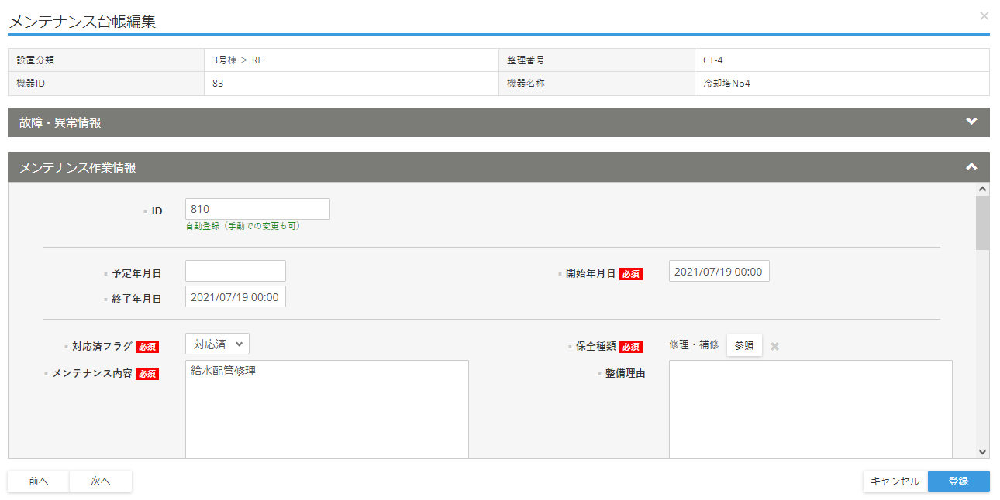 メンテナンス台帳編集
設置分類 3号棟 > RF 整理番号 CT-4
機器ID 83 機器名称 冷却塔No4
故障・異常情報
メンテナンス作業情報
ID 810
自動登録（手動での変更も可）
予定年月日 開始年月日 必須 2021/07/19 00:00
終了年月日 2021/07/19 00:00
対応済フラグ 必須 対応済 保全種類 必須 修理・補修 参照
メンテナンス内容 必須 給水配管修理 整備理由
前へ 次へ キャンセル 登録